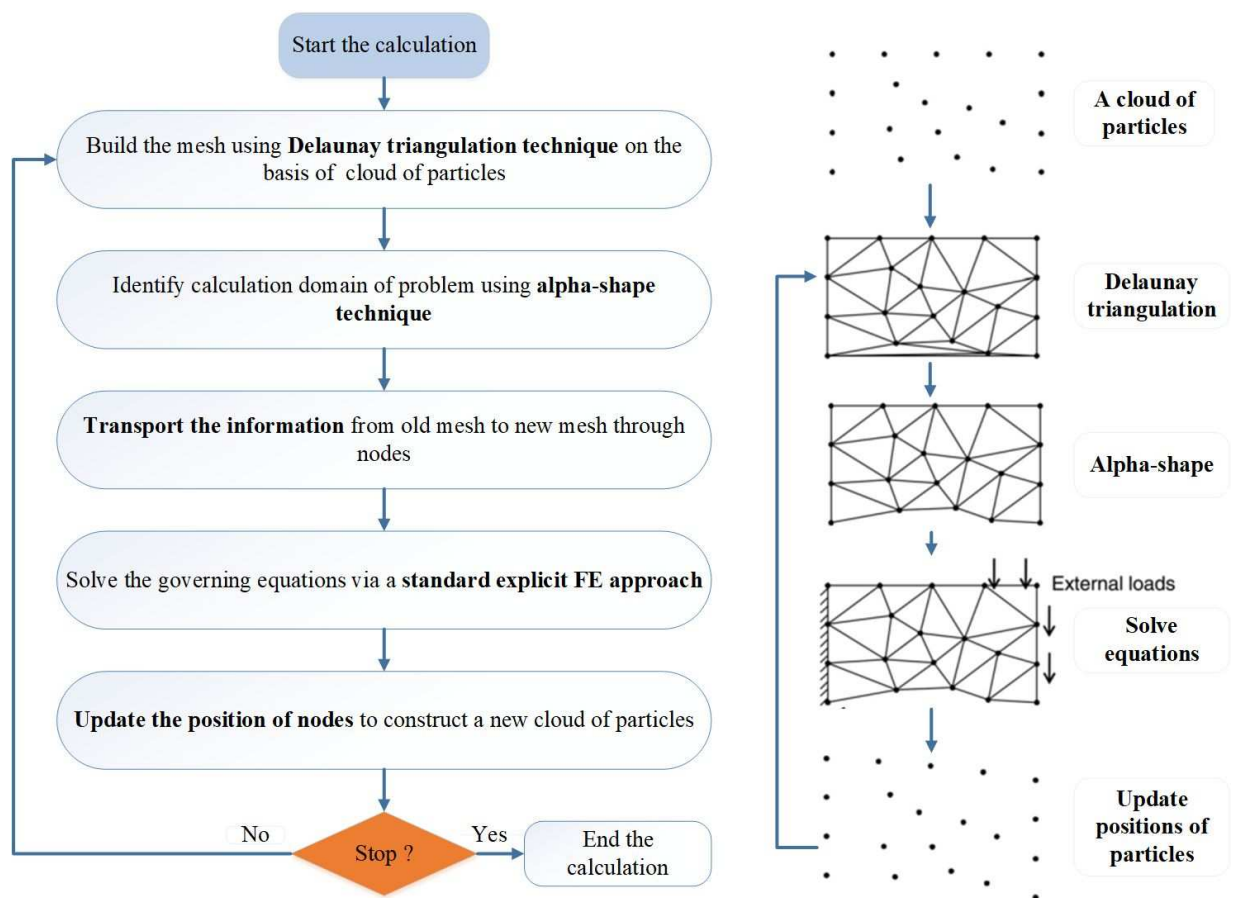 Start the calculation
Build the mesh using Delaunay triangulation technique on the
basis of cloud of particles
Identify calculation domain of problem using alpha-shape
technique
Transport the information from old mesh to new mesh through
nodes
Solve the governing equations via a standard explicit FE approach
Update the position of nodes to construct a new cloud of particles
No
Stop ?
Yes
End the
calculation
A cloud of
particles
Delaunay
triangulation
Alpha-shape
External loads
Solve
equations
Update
positions of
particles